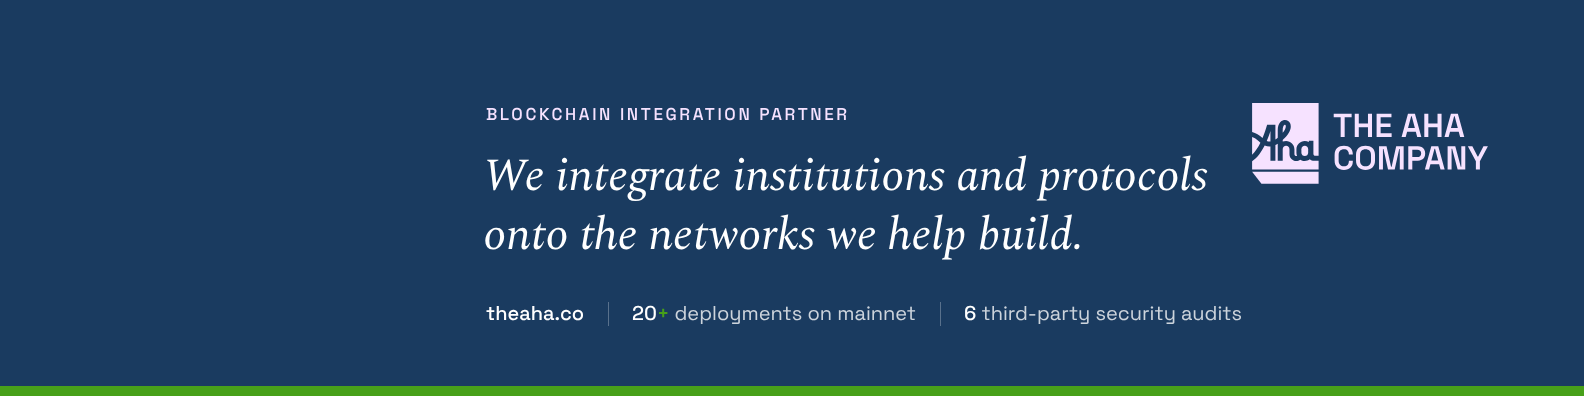 BLOCKCHAIN INTEGRATION PARTNER
We integrate institutions and protocols
onto the networks we help build.
theaha.co 20+ deployments on mainnet 6 third-party security audits
Aha
THE AHA
COMPANY